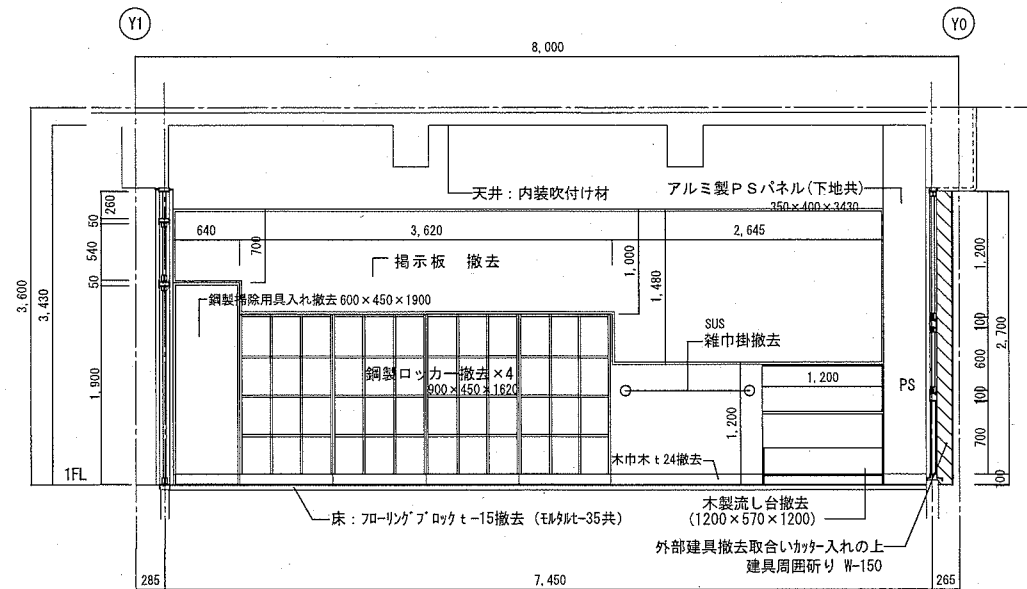 Y1
Y0
8,000
天井：内装吹付け材
アルミ製ＰＳパネル(下地共)
350×400×3430
260
50
540
50
1,900
3,600
3,430
640
700
3,620
1,000
1,480
2,645
掲示板 撤去
鋼製掃除用具入れ撤去 600×450×1900
SUS
雑巾掛撤去
鋼製ロッカー撤去×4
900×450×1620
1,200
1,200
PS
1,200
100
600
100
700
100
2,700
1FL
木巾木 t 24撤去
床：フローリングブロック t-15撤去 (モルタルt-35共)
木製流し台撤去
(1200×570×1200)
外部建具撤去取合いカッター入れの上
建具周囲斫り W-150
285
7,450
265